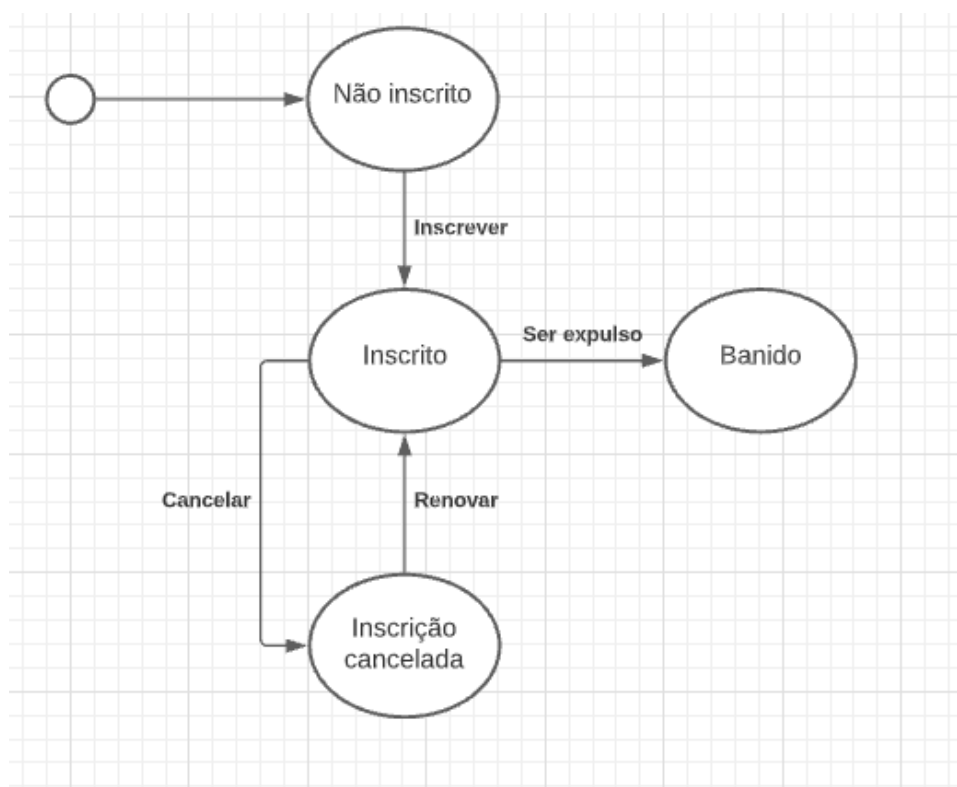 Não inscrito
Inscrever
Inscrito
Ser expulso
Banido
Cancelar
Renovar
Inscrição
cancelada